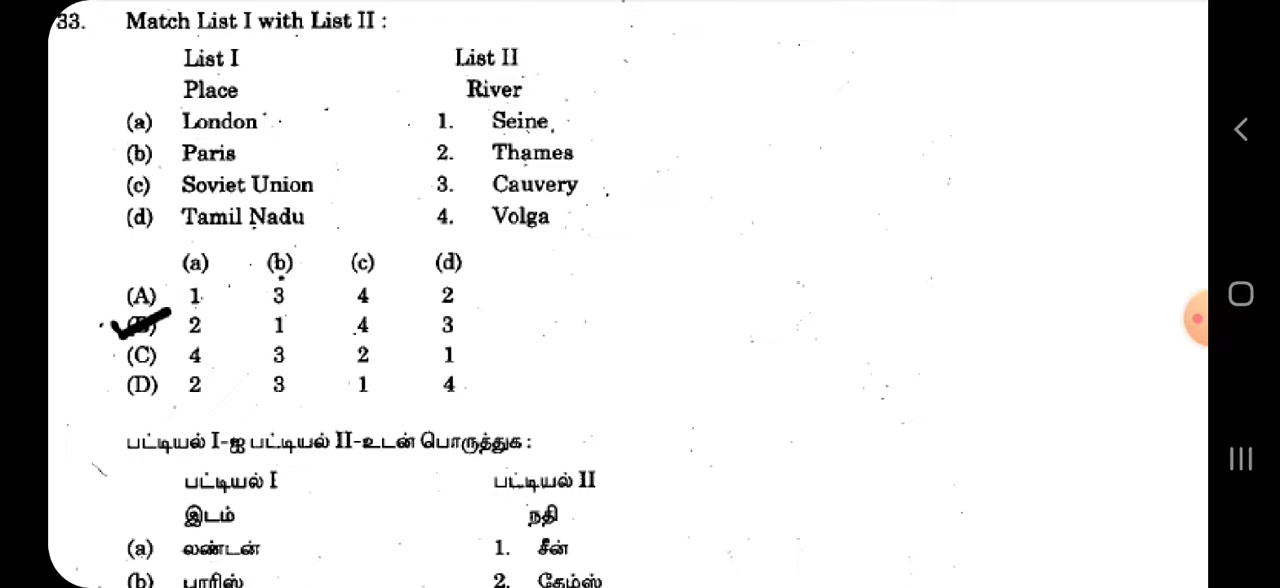 33. Match List I with List II :
List I List II
Place River
(a) London 1. Seine
(b) Paris 2. Thames
(c) Soviet Union 3. Cauvery
(d) Tamil Nadu 4. Volga
(a) (b) (c) (d)
(A) 1 3 4 2
(B) 2 1 4 3
(C) 4 3 2 1
(D) 2 3 1 4
பட்டியல் I-ஐ பட்டியல் II-உடன் பொருத்துக :
பட்டியல் I பட்டியல் II
இடம் நதி
(a) லண்டன் 1. சீன்
(b) பாரிஸ் 2. தேம்ஸ்